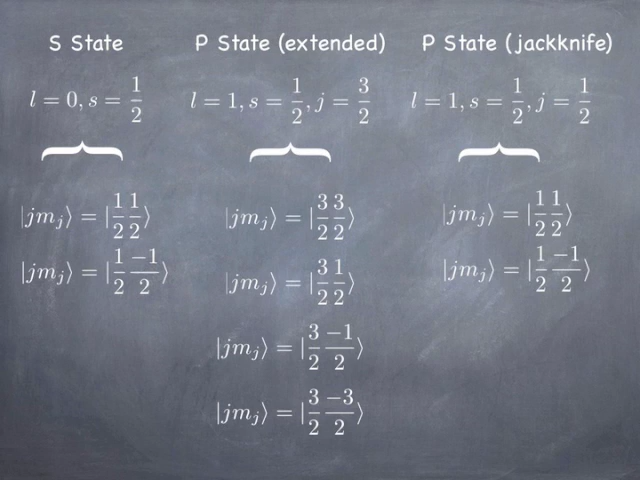 S State
l = 0, s = 1/2
|jm_j⟩ = |1/2 1/2⟩
|jm_j⟩ = |1/2 -1/2⟩
P State (extended)
l = 1, s = 1/2, j = 3/2
|jm_j⟩ = |3/2 3/2⟩
|jm_j⟩ = |3/2 1/2⟩
|jm_j⟩ = |3/2 -1/2⟩
|jm_j⟩ = |3/2 -3/2⟩
P State (jackknife)
l = 1, s = 1/2, j = 1/2
|jm_j⟩ = |1/2 1/2⟩
|jm_j⟩ = |1/2 -1/2⟩